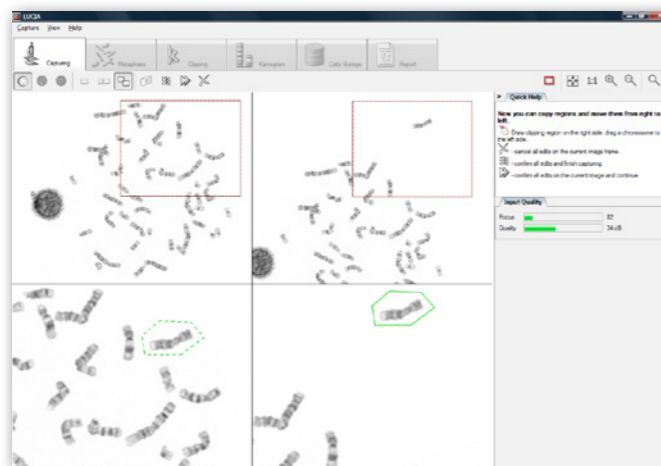 LUCIA
Capture View Help
Capturing
Metaphase
Clipping
Karyogram
Data Storage
Report
1:1
Quick Help
Now you can copy regions and move them from right to
left.
Draw clipping region on the right side: drag a chromosome to
the left side.
- cancel all edits on the current image frame.
- confirm all edits and finish capturing.
- confirm all edits on the current image and continue
Input Quality
Focus
Quality